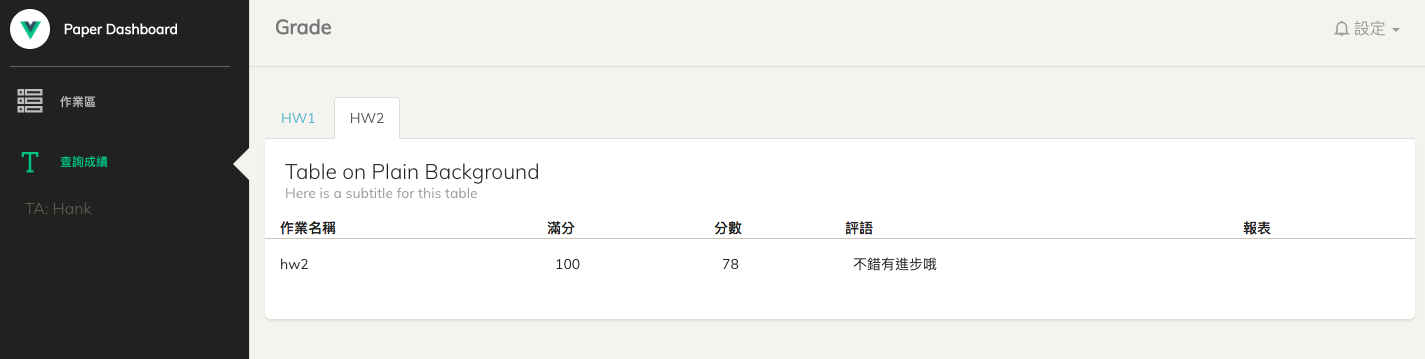 Paper Dashboard
作業區
查詢成績
TA: Hank
Grade
設定
HW1 HW2
Table on Plain Background
Here is a subtitle for this table
作業名稱 滿分 分數 評語 報表
hw2 100 78 不錯有進步哦